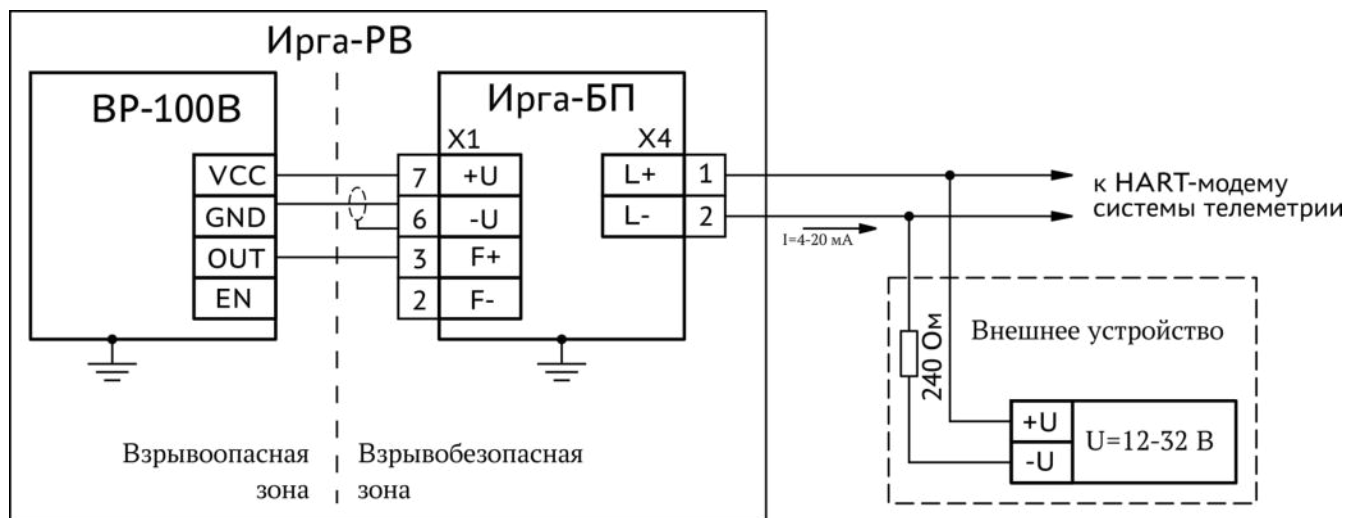 Ирга-РВ
ВР-100В
VCC
GND
OUT
EN
Ирга-БП
X1
7 +U
6 -U
3 F+
2 F-
X4
L+ 1
L- 2
I=4-20 мА
к HART-модему
системы телеметрии
Внешнее устройство
240 Ом
+U
-U
U=12-32 В
Взрывоопасная
зона
Взрывобезопасная
зона